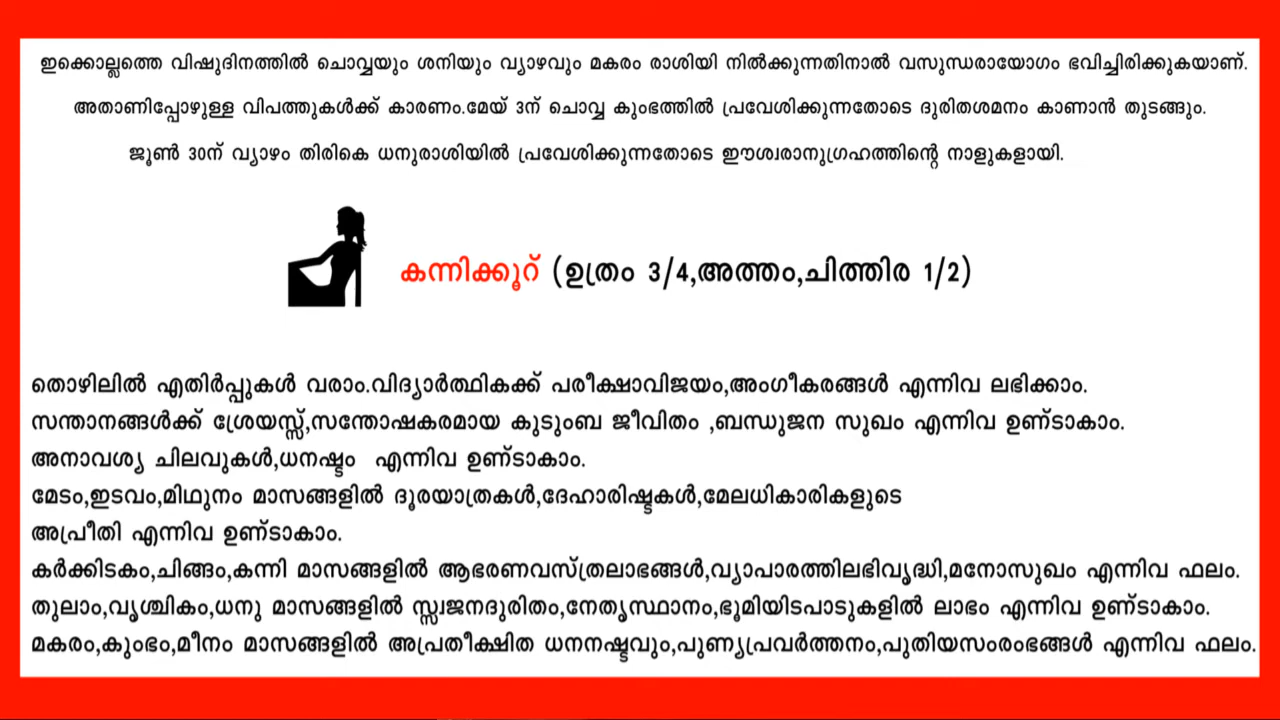 ഇക്കൊല്ലത്തെ വിഷുദിനത്തിൽ ചൊവ്വയും ശനിയും വ്യാഴവും മകരം രാശിയി നിൽക്കുന്നതിനാൽ വസുന്ധരായോഗം ഭവിച്ചിരിക്കുകയാണ്.
അതാണിപ്പോഴുള്ള വിപത്തുകൾക്ക് കാരണം.മേയ് 3ന് ചൊവ്വ കുംഭത്തിൽ പ്രവേശിക്കുന്നതോടെ ദുരിതശമനം കാണാൻ തുടങ്ങും.
ജൂൺ 30ന് വ്യാഴം തിരികെ ധനുരാശിയിൽ പ്രവേശിക്കുന്നതോടെ ഈശ്വരാനുഗ്രഹത്തിന്റെ നാളുകളായി.
കന്നിക്കൂറ് (ഉത്രം 3/4,അത്തം,ചിത്തിര 1/2)
തൊഴിലിൽ എതിർപ്പുകൾ വരാം.വിദ്യാർത്ഥികക്ക് പരീക്ഷാവിജയം,അംഗീകരങ്ങൾ എന്നിവ ലഭിക്കാം.
സന്താനങ്ങൾക്ക് ശ്രേയസ്സ്,സന്തോഷകരമായ കുടുംബ ജീവിതം ,ബന്ധുജന സുഖം എന്നിവ ഉണ്ടാകാം.
അനാവശ്യ ചിലവുകൾ,ധനഷ്ടം എന്നിവ ഉണ്ടാകാം.
മേടം,ഇടവം,മിഥുനം മാസങ്ങളിൽ ദൂരയാത്രകൾ,ദേഹാരിഷ്ടകൾ,മേലധികാരികളുടെ
അപ്രീതി എന്നിവ ഉണ്ടാകാം.
കർക്കിടകം,ചിങ്ങം,കന്നി മാസങ്ങളിൽ ആഭരണവസ്ത്രലാഭങ്ങൾ,വ്യാപാരത്തിലഭിവൃദ്ധി,മനോസുഖം എന്നിവ ഫലം.
തുലാം,വൃശ്ചികം,ധനു മാസങ്ങളിൽ സ്സ്വജനദുരിതം,നേതൃസ്ഥാനം,ഭൂമിയിടപാടുകളിൽ ലാഭം എന്നിവ ഉണ്ടാകാം.
മകരം,കുംഭം,മീനം മാസങ്ങളിൽ അപ്രതീക്ഷിത ധനനഷ്ടവും,പുണ്യപ്രവർത്തനം,പുതിയസംരംഭങ്ങൾ എന്നിവ ഫലം.